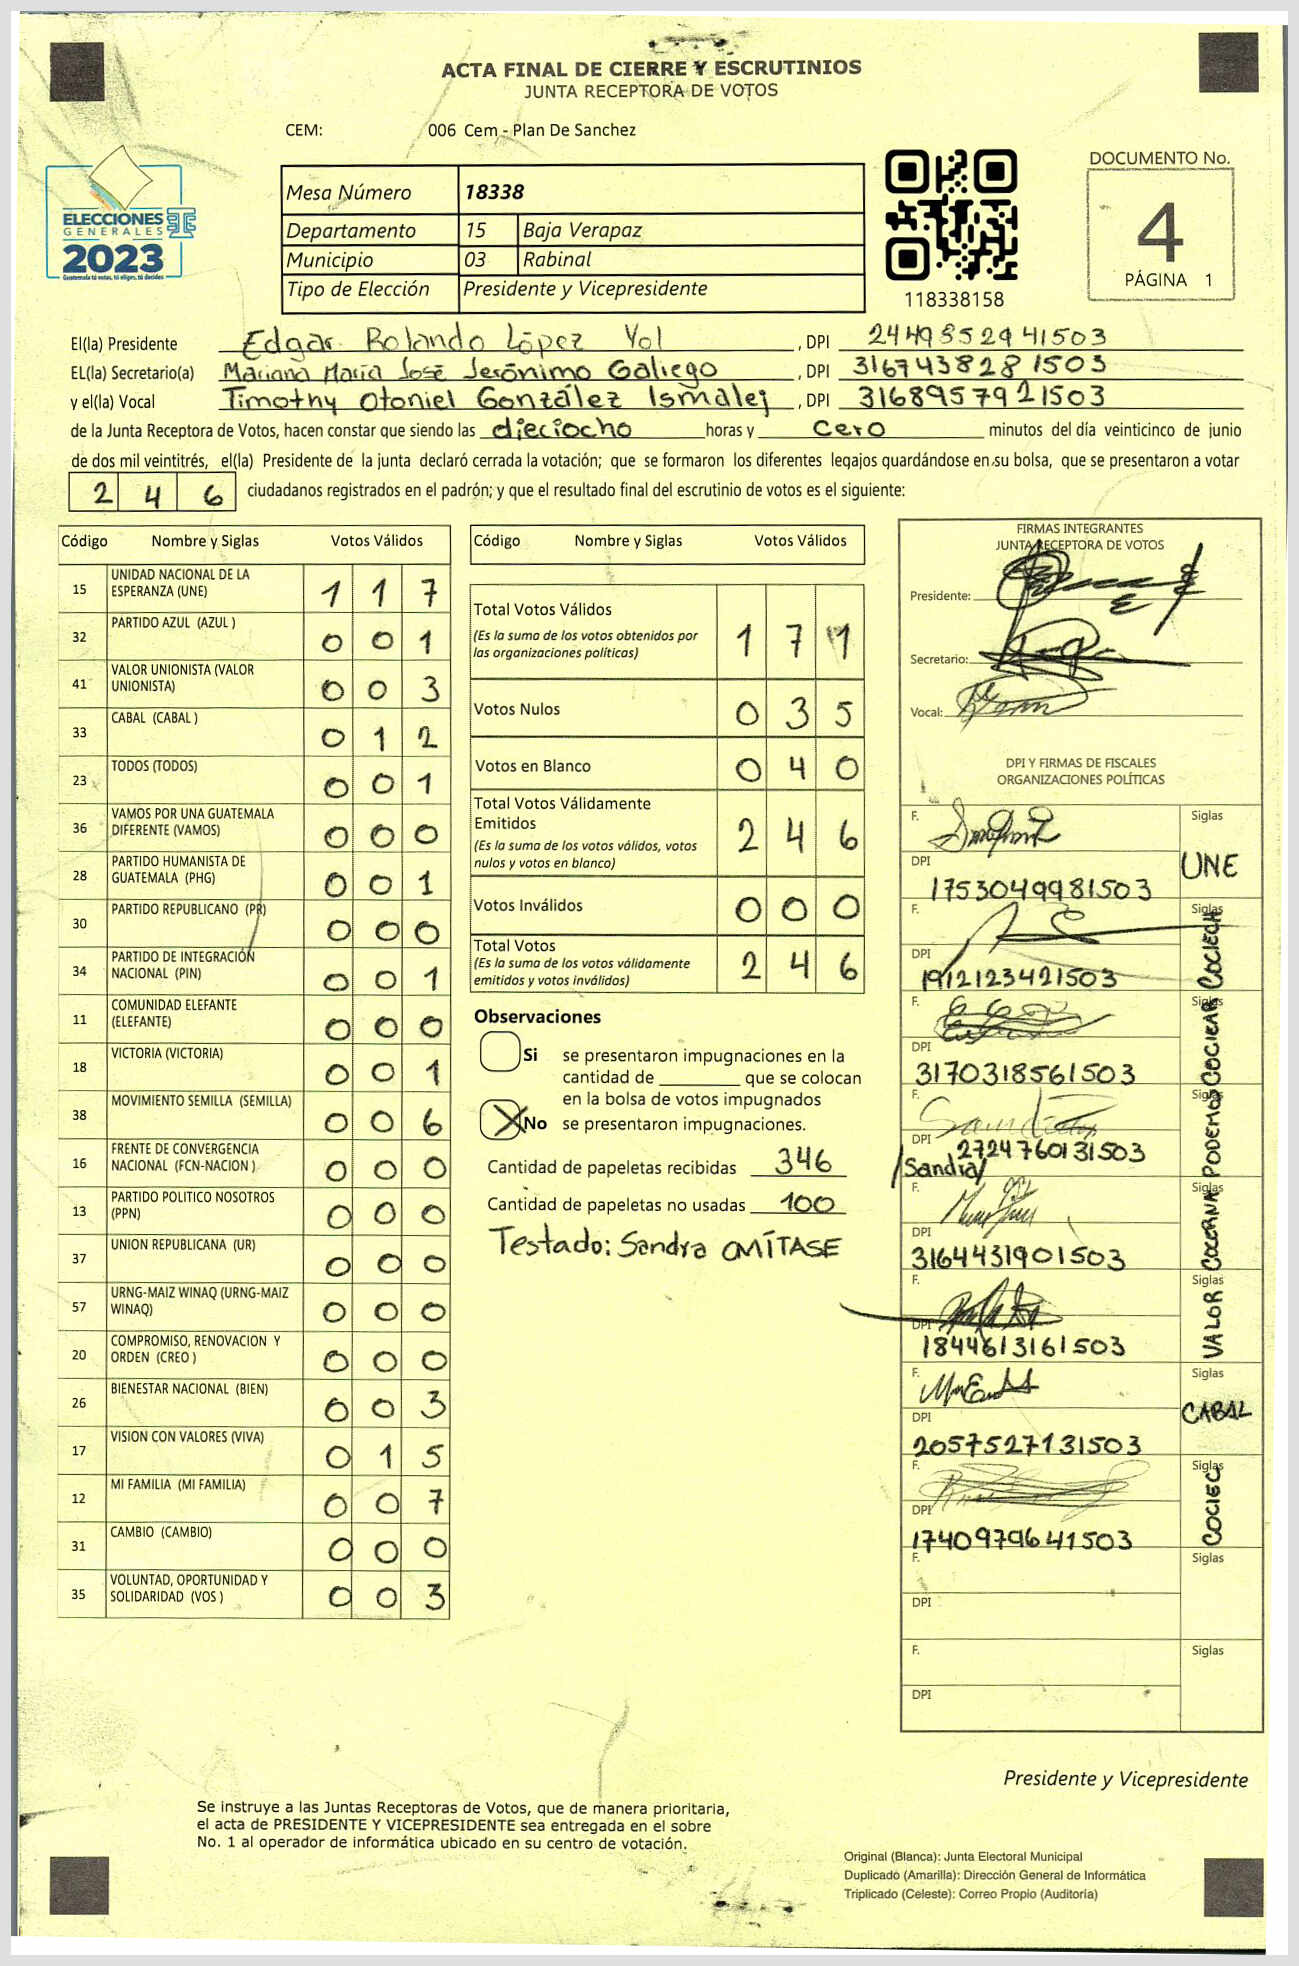 ACTA FINAL DE CIERRE Y ESCRUTINIOS
JUNTA RECEPTORA DE VOTOS
CEM: 006 Cem - Plan De Sanchez
ELECCIONES
GENERALES
2023
Guatemala tú votas, tú eliges, tú decides
Mesa Número 18338
Departamento 15 Baja Verapaz
Municipio 03 Rabinal
Tipo de Elección Presidente y Vicepresidente
118338158
DOCUMENTO No.
4
PÁGINA 1
El(la) Presidente Edgar Rolando López Yol , DPI 2449852941503
EL(la) Secretario(a) Mariana María José Jerónimo Galiego , DPI 3167438281503
y el(la) Vocal Timothy Otoniel González Ismalej , DPI 3168957921503
de la Junta Receptora de Votos, hacen constar que siendo las dieciocho horas y cero minutos del día veinticinco de junio
de dos mil veintitrés, el(la) Presidente de la junta declaró cerrada la votación; que se formaron los diferentes legajos guardándose en su bolsa, que se presentaron a votar
2 4 6 ciudadanos registrados en el padrón; y que el resultado final del escrutinio de votos es el siguiente:
Código Nombre y Siglas Votos Válidos
15 UNIDAD NACIONAL DE LA ESPERANZA (UNE) 1 1 7
32 PARTIDO AZUL (AZUL ) 0 0 1
41 VALOR UNIONISTA (VALOR UNIONISTA) 0 0 3
33 CABAL (CABAL ) 0 1 2
23 TODOS (TODOS) 0 0 1
36 VAMOS POR UNA GUATEMALA DIFERENTE (VAMOS) 0 0 0
28 PARTIDO HUMANISTA DE GUATEMALA (PHG) 0 0 1
30 PARTIDO REPUBLICANO (PR) 0 0 0
34 PARTIDO DE INTEGRACIÓN NACIONAL (PIN) 0 0 1
11 COMUNIDAD ELEFANTE (ELEFANTE) 0 0 0
18 VICTORIA (VICTORIA) 0 0 1
38 MOVIMIENTO SEMILLA (SEMILLA) 0 0 6
16 FRENTE DE CONVERGENCIA NACIONAL (FCN-NACION ) 0 0 0
13 PARTIDO POLITICO NOSOTROS (PPN) 0 0 0
37 UNION REPUBLICANA (UR) 0 0 0
57 URNG-MAIZ WINAQ (URNG-MAIZ WINAQ) 0 0 0
20 COMPROMISO, RENOVACION Y ORDEN (CREO ) 0 0 0
26 BIENESTAR NACIONAL (BIEN) 0 0 3
17 VISION CON VALORES (VIVA) 0 1 5
12 MI FAMILIA (MI FAMILIA) 0 0 7
31 CAMBIO (CAMBIO) 0 0 0
35 VOLUNTAD, OPORTUNIDAD Y SOLIDARIDAD (VOS ) 0 0 3
Código Nombre y Siglas Votos Válidos
Total Votos Válidos 1 7 1
(Es la suma de los votos obtenidos por
las organizaciones políticas)
Votos Nulos 0 3 5
Votos en Blanco 0 4 0
Total Votos Válidamente
Emitidos 2 4 6
(Es la suma de los votos válidos, votos
nulos y votos en blanco)
Votos Inválidos 0 0 0
Total Votos 2 4 6
(Es la suma de los votos válidamente
emitidos y votos inválidos)
Observaciones
Si se presentaron impugnaciones en la
cantidad de ________ que se colocan
en la bolsa de votos impugnados
No se presentaron impugnaciones.
Cantidad de papeletas recibidas 346
Cantidad de papeletas no usadas 100
Testado: Sandra OMÍTASE
FIRMAS INTEGRANTES
JUNTA RECEPTORA DE VOTOS
Presidente:
Secretario:
Vocal:
DPI Y FIRMAS DE FISCALES
ORGANIZACIONES POLÍTICAS
F. Siglas
UNE
DPI
1753049981503
F. Siglas
DPI
1912123421503
F. Siglas
DPI
3170318561503
F. Siglas
PODEMOS
DPI
2724760131503
/Sandra/
F. Siglas
DPI
3164431901503
F. Siglas
VALOR
DPI
1844613161503
F. Siglas
CABAL
DPI
2057527131503
F. Siglas
COCIEC
DPI
1740979641503
F. Siglas
DPI
F. Siglas
DPI
Presidente y Vicepresidente
Se instruye a las Juntas Receptoras de Votos, que de manera prioritaria,
el acta de PRESIDENTE Y VICEPRESIDENTE sea entregada en el sobre
No. 1 al operador de informática ubicado en su centro de votación.
Original (Blanca): Junta Electoral Municipal
Duplicado (Amarilla): Dirección General de Informática
Triplicado (Celeste): Correo Propio (Auditoría)